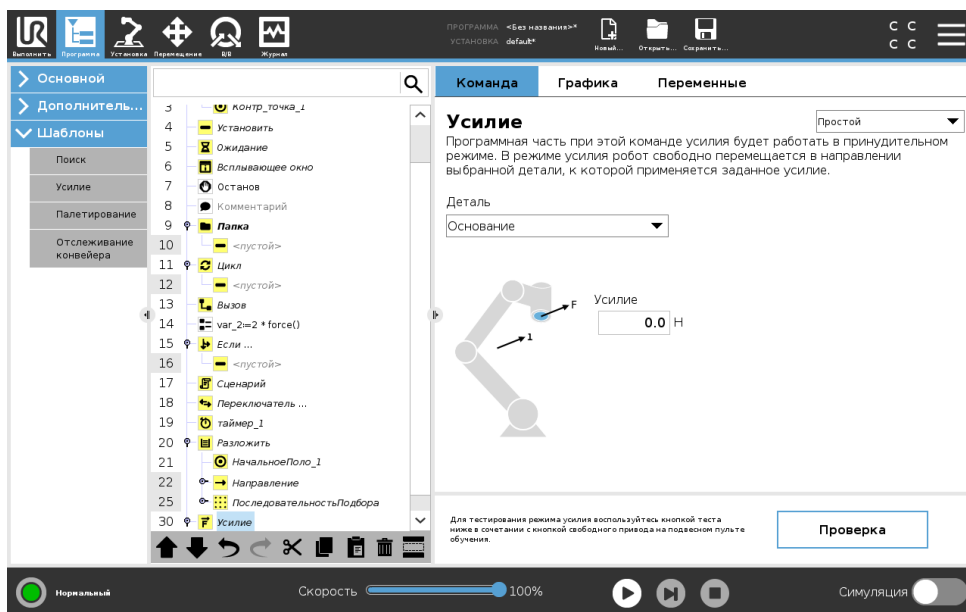 ПРОГРАММА <Без названия>*
УСТАНОВКА default*
Новый... Открыть... Сохранить...
C C
C C
Выполнить Программа Установка Перемещение В/В Журнал
Основной
Дополнитель...
Шаблоны
Поиск
Усилие
Палетирование
Отслеживание
конвейера
3 Контр_точка_1
4 Установить
5 Ожидание
6 Всплывающее окно
7 Останов
8 Комментарий
9 Папка
10 <пустой>
11 Цикл
12 <пустой>
13 Вызов
14 var_2≔2 * force()
15 Если ...
16 <пустой>
17 Сценарий
18 Переключатель ...
19 таймер_1
20 Разложить
21 НачальноеПоло_1
22 Направление
25 ПоследовательностьПодбора
30 Усилие
Команда Графика Переменные
Усилие
Простой
Программная часть при этой команде усилия будет работать в принудительном
режиме. В режиме усилия робот свободно перемещается в направлении
выбранной детали, к которой применяется заданное усилие.
Деталь
Основание
F
1
Усилие
0.0 Н
Для тестирования режима усилия воспользуйтесь кнопкой теста
ниже в сочетании с кнопкой свободного привода на подвесном пульте
обучения.
Проверка
Нормальный
Скорость 100%
Симуляция